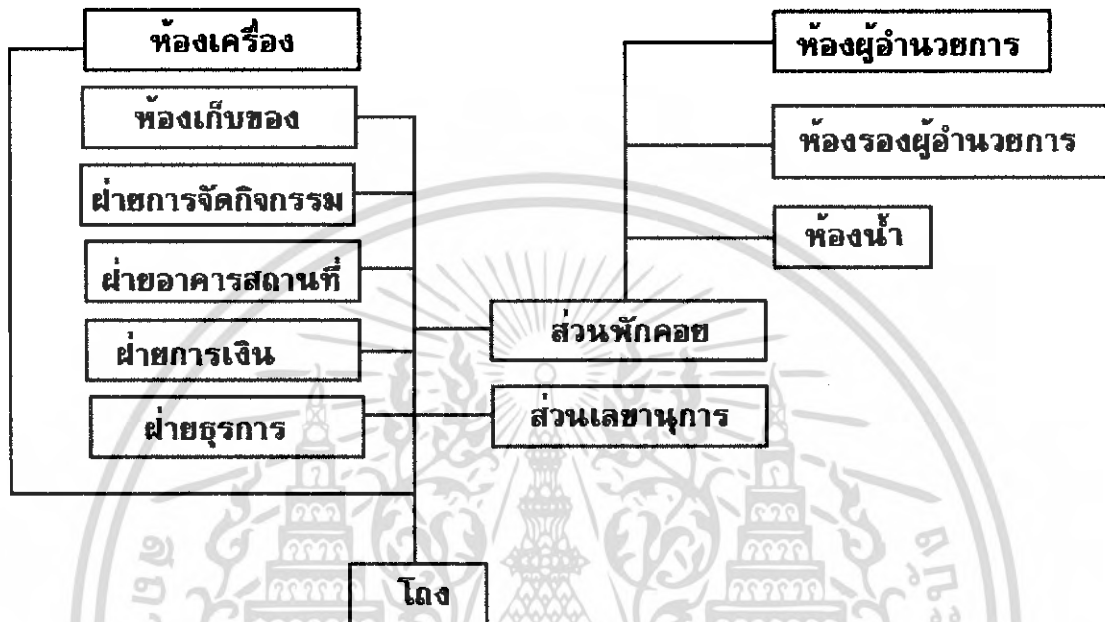 ห้องเครื่อง
ห้องผู้อำนวยการ
ห้องเก็บของ
ห้องรองผู้อำนวยการ
ฝ่ายการจัดกิจกรรม
ห้องน้ำ
ฝ่ายอาคารสถานที่
ส่วนพักคอย
ฝ่ายการเงิน
ส่วนเลขานุการ
ฝ่ายธุรการ
โถง